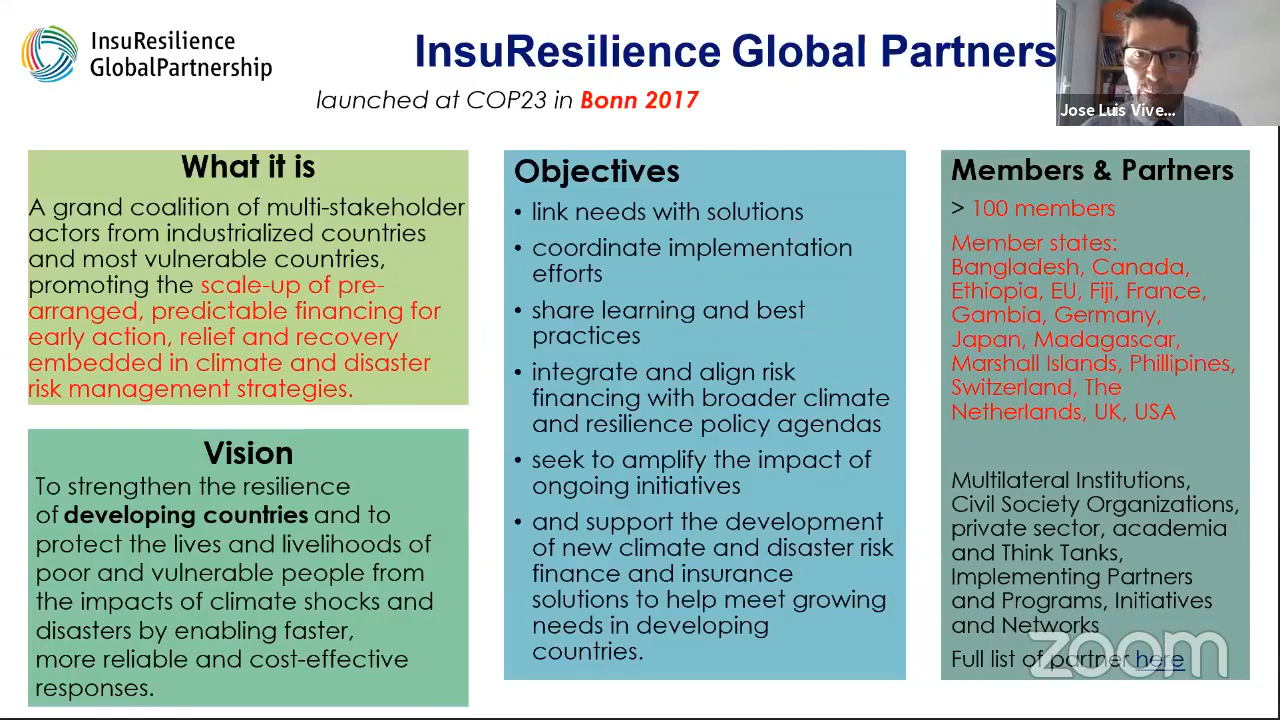 InsuResilience
GlobalPartnership
InsuResilience Global Partners
launched at COP23 in Bonn 2017
Jose Luis Vive...
What it is
A grand coalition of multi-stakeholder
actors from industrialized countries
and most vulnerable countries,
promoting the scale-up of pre-
arranged, predictable financing for
early action, relief and recovery
embedded in climate and disaster
risk management strategies.
Vision
To strengthen the resilience
of developing countries and to
protect the lives and livelihoods of
poor and vulnerable people from
the impacts of climate shocks and
disasters by enabling faster,
more reliable and cost-effective
responses.
Objectives
• link needs with solutions
• coordinate implementation
efforts
• share learning and best
practices
• integrate and align risk
financing with broader climate
and resilience policy agendas
• seek to amplify the impact of
ongoing initiatives
• and support the development
of new climate and disaster risk
finance and insurance
solutions to help meet growing
needs in developing
countries.
Members & Partners
> 100 members
Member states:
Bangladesh, Canada,
Ethiopia, EU, Fiji, France,
Gambia, Germany,
Japan, Madagascar,
Marshall Islands, Phillipines,
Switzerland, The
Netherlands, UK, USA
Multilateral Institutions,
Civil Society Organizations,
private sector, academia
and Think Tanks,
Implementing Partners
and Programs, Initiatives
and Networks
Full list of partner here
zoom